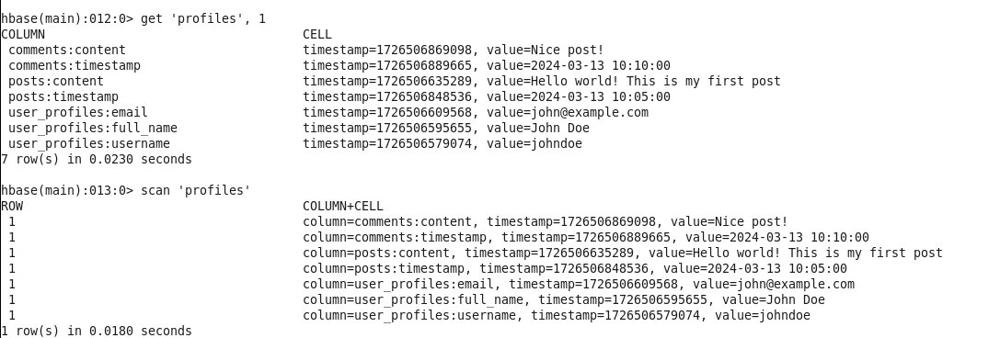 hbase(main):012:0> get 'profiles', 1
COLUMN CELL
comments:content timestamp=1726506869098, value=Nice post!
comments:timestamp timestamp=1726506889665, value=2024-03-13 10:10:00
posts:content timestamp=1726506635289, value=Hello world! This is my first post
posts:timestamp timestamp=1726506848536, value=2024-03-13 10:05:00
user_profiles:email timestamp=1726506609568, value=john@example.com
user_profiles:full_name timestamp=1726506595655, value=John Doe
user_profiles:username timestamp=1726506579074, value=johndoe
7 row(s) in 0.0230 seconds
hbase(main):013:0> scan 'profiles'
ROW COLUMN+CELL
1 column=comments:content, timestamp=1726506869098, value=Nice post!
1 column=comments:timestamp, timestamp=1726506889665, value=2024-03-13 10:10:00
1 column=posts:content, timestamp=1726506635289, value=Hello world! This is my first post
1 column=posts:timestamp, timestamp=1726506848536, value=2024-03-13 10:05:00
1 column=user_profiles:email, timestamp=1726506609568, value=john@example.com
1 column=user_profiles:full_name, timestamp=1726506595655, value=John Doe
1 column=user_profiles:username, timestamp=1726506579074, value=johndoe
1 row(s) in 0.0180 seconds